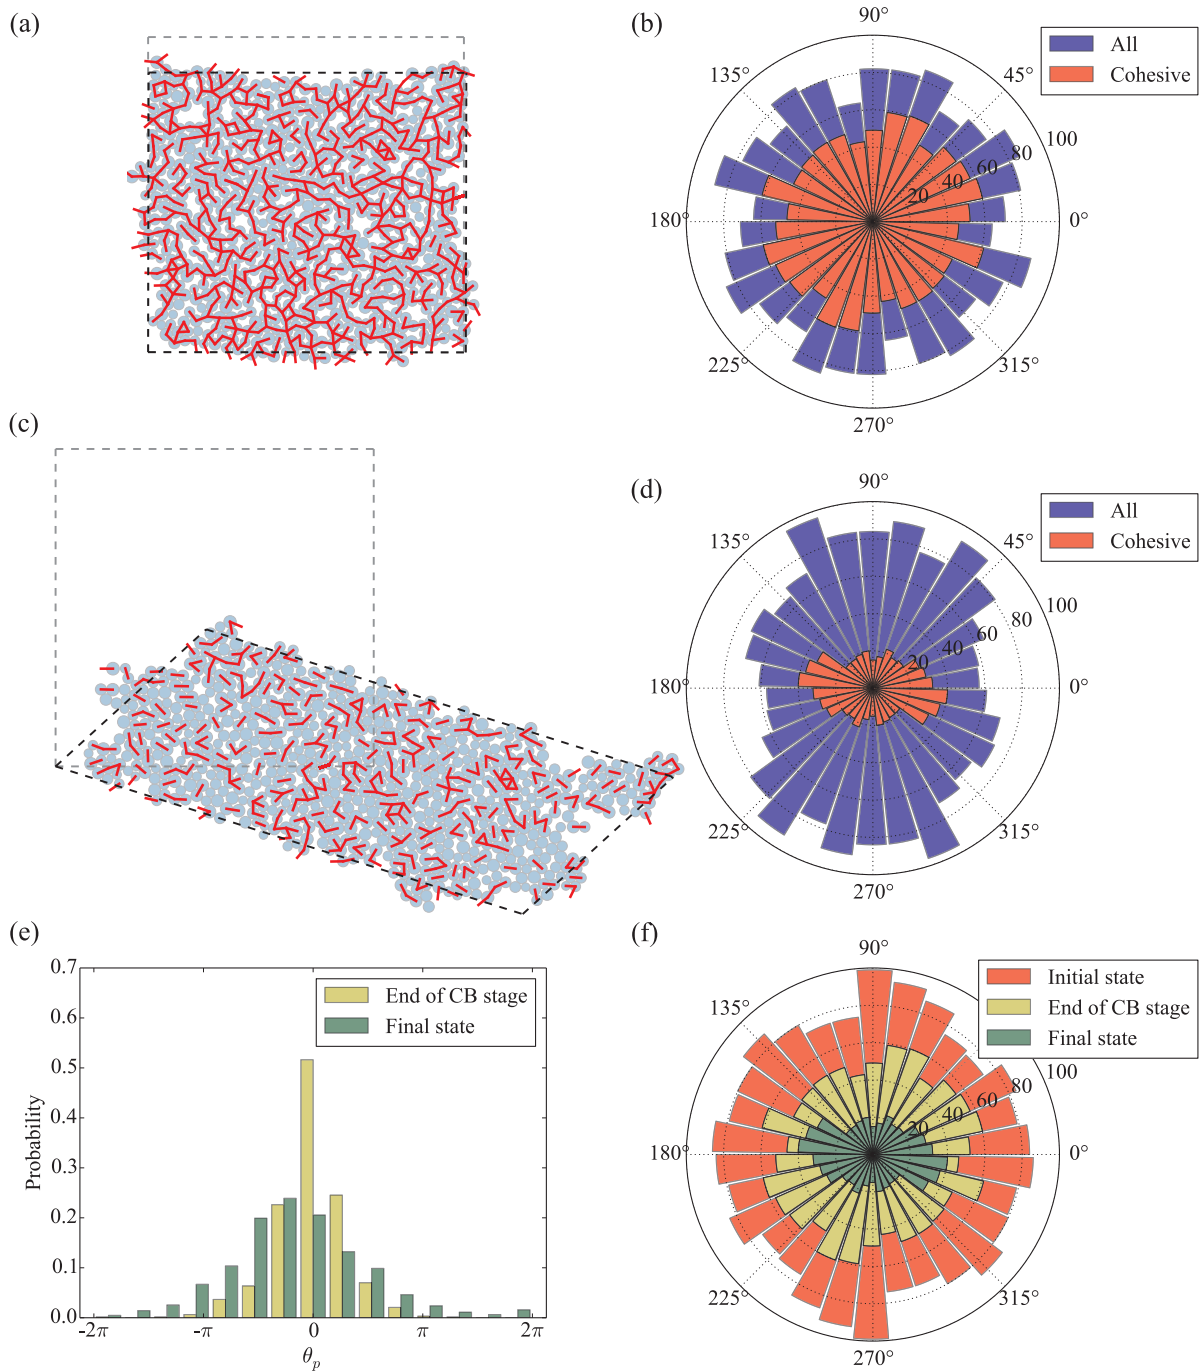 (a)
(b)
90°
All
Cohesive
135°
45°
100
80
60
40
20
180°
0°
225°
315°
270°
(c)
(d)
90°
All
Cohesive
135°
45°
100
80
60
40
20
180°
0°
225°
315°
270°
(e)
0.7
0.6
0.5
0.4
0.3
0.2
0.1
0.0
Probability
End of CB stage
Final state
-2π
-π
0
π
2π
θp
(f)
90°
Initial state
End of CB stage
Final state
135°
100
80
60
40
20
180°
0°
225°
315°
270°